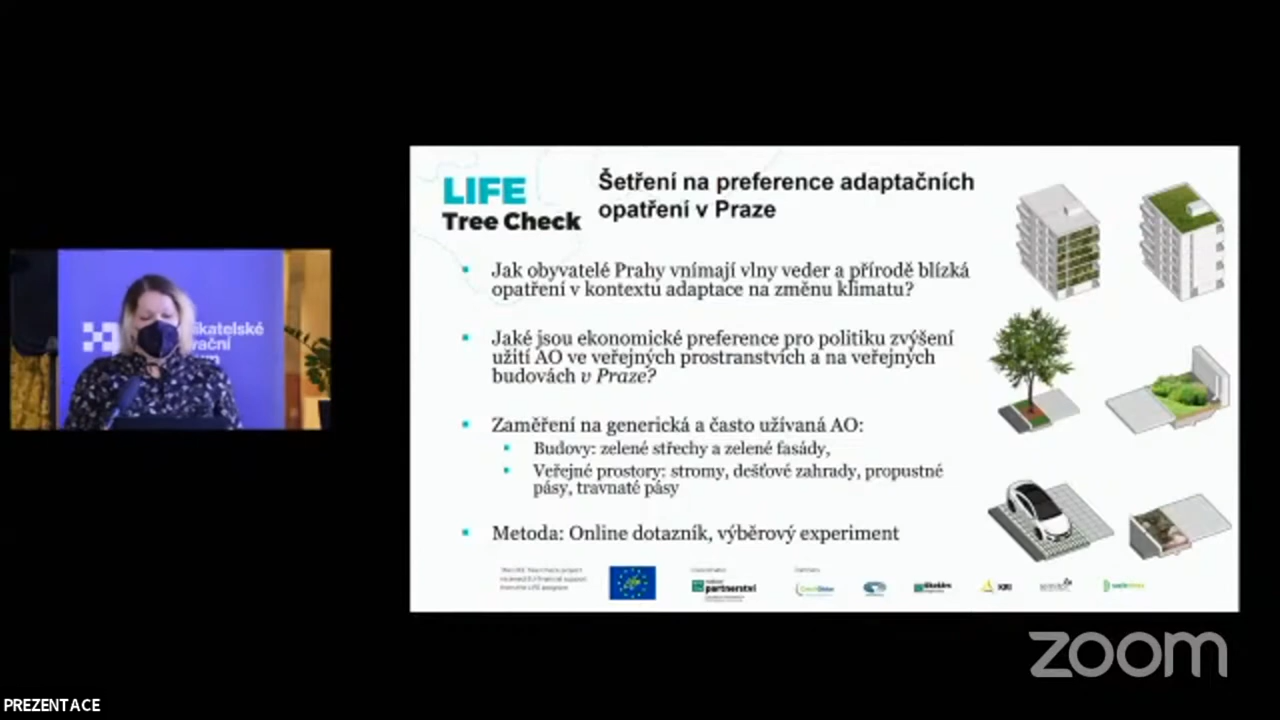 LIFE
Tree Check
Šetření na preference adaptačních
opatření v Praze
Jak obyvatelé Prahy vnímají vlny veder a přírodě blízká
opatření v kontextu adaptace na změnu klimatu?
Jaké jsou ekonomické preference pro politiku zvýšení
užití AO ve veřejných prostranstvích a na veřejných
budovách v Praze?
Zaměření na generická a často užívaná AO:
Budovy: zelené střechy a zelené fasády,
Veřejné prostory: stromy, dešťové zahrady, propustné
pásy, travnaté pásy
Metoda: Online dotazník, výběrový experiment
partnerství
ikatelské
vační
zoom
PREZENTACE